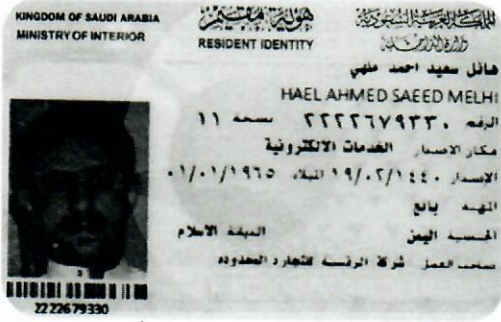 KINGDOM OF SAUDI ARABIA
MINISTRY OF INTERIOR
هوية مقيم
RESIDENT IDENTITY
المملكة العربية السعودية
وزارة الداخلية
هائل سعيد احمد ملهي
HAEL AHMED SAEED MELHI
الرقم ٢٢٢٢٦٧٩٣٣٠ نسخة ١١
مكان الاصدار الخدمات الالكترونية
الإصدار ١٩/٠٢/١٤٤٠ الميلاد ٠١/٠١/١٩٦٥
المهنة بائع
الجنسية اليمن الديانة الاسلام
صاحب العمل شركة للتجارة المحدودة
2222679330